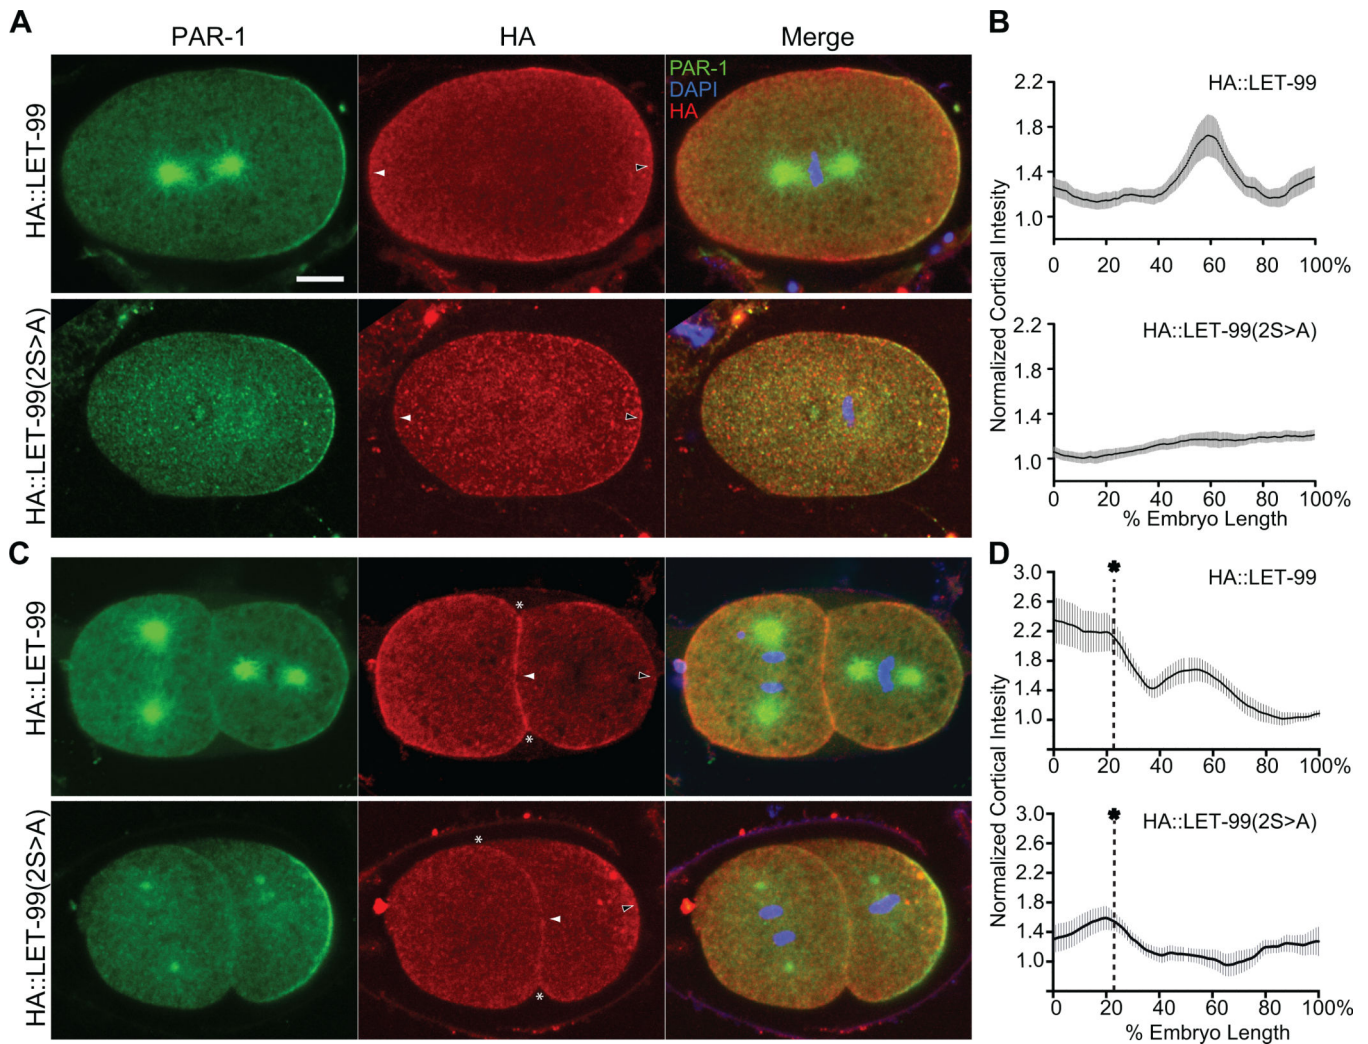 A
PAR-1
HA
Merge
HA::LET-99
PAR-1
DAPI
HA
HA::LET-99(2S>A)
B
HA::LET-99
2.2
1.8
1.4
1.0
0 20 40 60 80 100%
Normalized Cortical Intesity
HA::LET-99(2S>A)
2.2
1.8
1.4
1.0
0 20 40 60 80 100%
% Embryo Length
C
HA::LET-99
*
*
HA::LET-99(2S>A)
*
*
D
*
HA::LET-99
3.0
2.6
2.2
1.8
1.4
1.0
0 20 40 60 80 100%
Normalized Cortical Intesity
*
HA::LET-99(2S>A)
3.0
2.6
2.2
1.8
1.4
1.0
0 20 40 60 80 100%
% Embryo Length